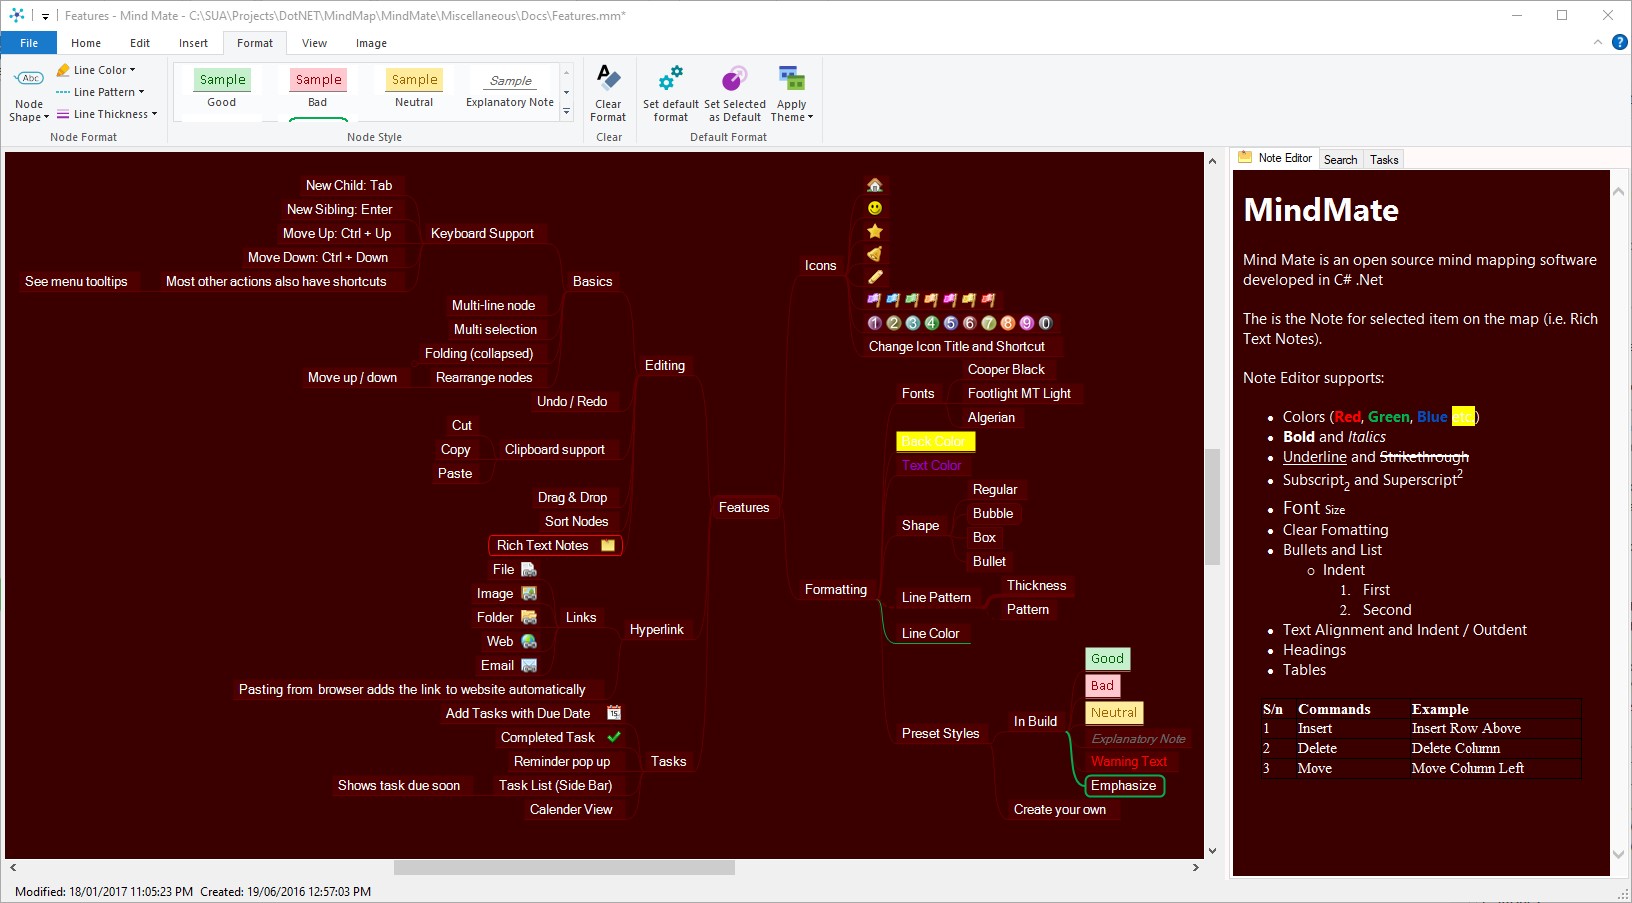 Features - Mind Mate - C:\SUA\Projects\DotNET\MindMap\MindMate\Miscellaneous\Docs\Features.mm*
File Home Edit Insert Format View Image
Abc
Node Shape
Line Color
Line Pattern
Line Thickness
Node Format
Sample Sample Sample Sample
Good Bad Neutral Explanatory Note
Node Style
Clear Format
Clear
Set default format
Set Selected as Default
Apply Theme
Default Format
New Child: Tab
New Sibling: Enter
Move Up: Ctrl + Up
Move Down: Ctrl + Down
See menu tooltips
Most other actions also have shortcuts
Keyboard Support
Basics
Multi-line node
Multi selection
Folding (collapsed)
Move up / down
Rearrange nodes
Editing
Undo / Redo
Cut
Copy
Paste
Clipboard support
Drag & Drop
Sort Nodes
Rich Text Notes
Features
File
Image
Folder
Web
Email
Links
Hyperlink
Pasting from browser adds the link to website automatically
Add Tasks with Due Date
15
Completed Task
Reminder pop up
Shows task due soon
Task List (Side Bar)
Calender View
Tasks
Icons
1 2 3 4 5 6 7 8 9 0
Change Icon Title and Shortcut
Fonts
Cooper Black
Footlight MT Light
Algerian
Back Color
Text Color
Shape
Regular
Bubble
Box
Bullet
Formatting
Line Pattern
Thickness
Pattern
Line Color
Preset Styles
In Build
Good
Bad
Neutral
Explanatory Note
Warning Text
Emphasize
Create your own
Note Editor Search Tasks
MindMate
Mind Mate is an open source mind mapping software
developed in C# .Net
The is the Note for selected item on the map (i.e. Rich
Text Notes).
Note Editor supports:
• Colors (Red, Green, Blue etc)
• Bold and Italics
• Underline and Strikethrough
• Subscript2 and Superscript2
• Font Size
• Clear Fomatting
• Bullets and List
o Indent
1. First
2. Second
• Text Alignment and Indent / Outdent
• Headings
• Tables
S/n Commands Example
1 Insert Insert Row Above
2 Delete Delete Column
3 Move Move Column Left
Modified: 18/01/2017 11:05:23 PM Created: 19/06/2016 12:57:03 PM